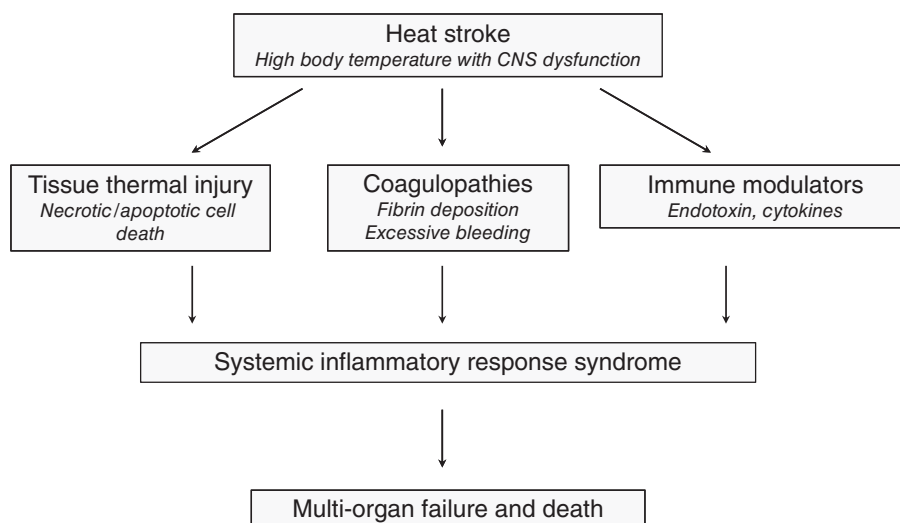 Heat stroke
High body temperature with CNS dysfunction
Tissue thermal injury
Necrotic/apoptotic cell
death
Coagulopathies
Fibrin deposition
Excessive bleeding
Immune modulators
Endotoxin, cytokines
Systemic inflammatory response syndrome
Multi-organ failure and death